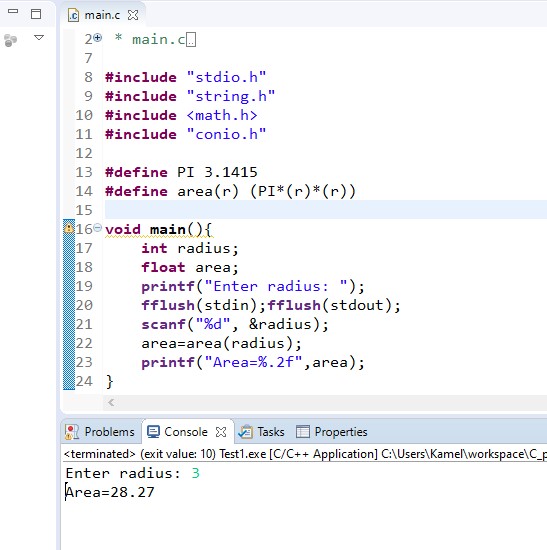 main.c
2 * main.c
7
8 #include "stdio.h"
9 #include "string.h"
10 #include <math.h>
11 #include "conio.h"
12
13 #define PI 3.1415
14 #define area(r) (PI*(r)*(r))
15
16 void main(){
17 int radius;
18 float area;
19 printf("Enter radius: ");
20 fflush(stdin);fflush(stdout);
21 scanf("%d", &radius);
22 area=area(radius);
23 printf("Area=%.2f",area);
24 }
Problems Console Tasks Properties
<terminated> (exit value: 10) Test1.exe [C/C++ Application] C:\Users\Kamel\workspace\C_p
Enter radius: 3
Area=28.27